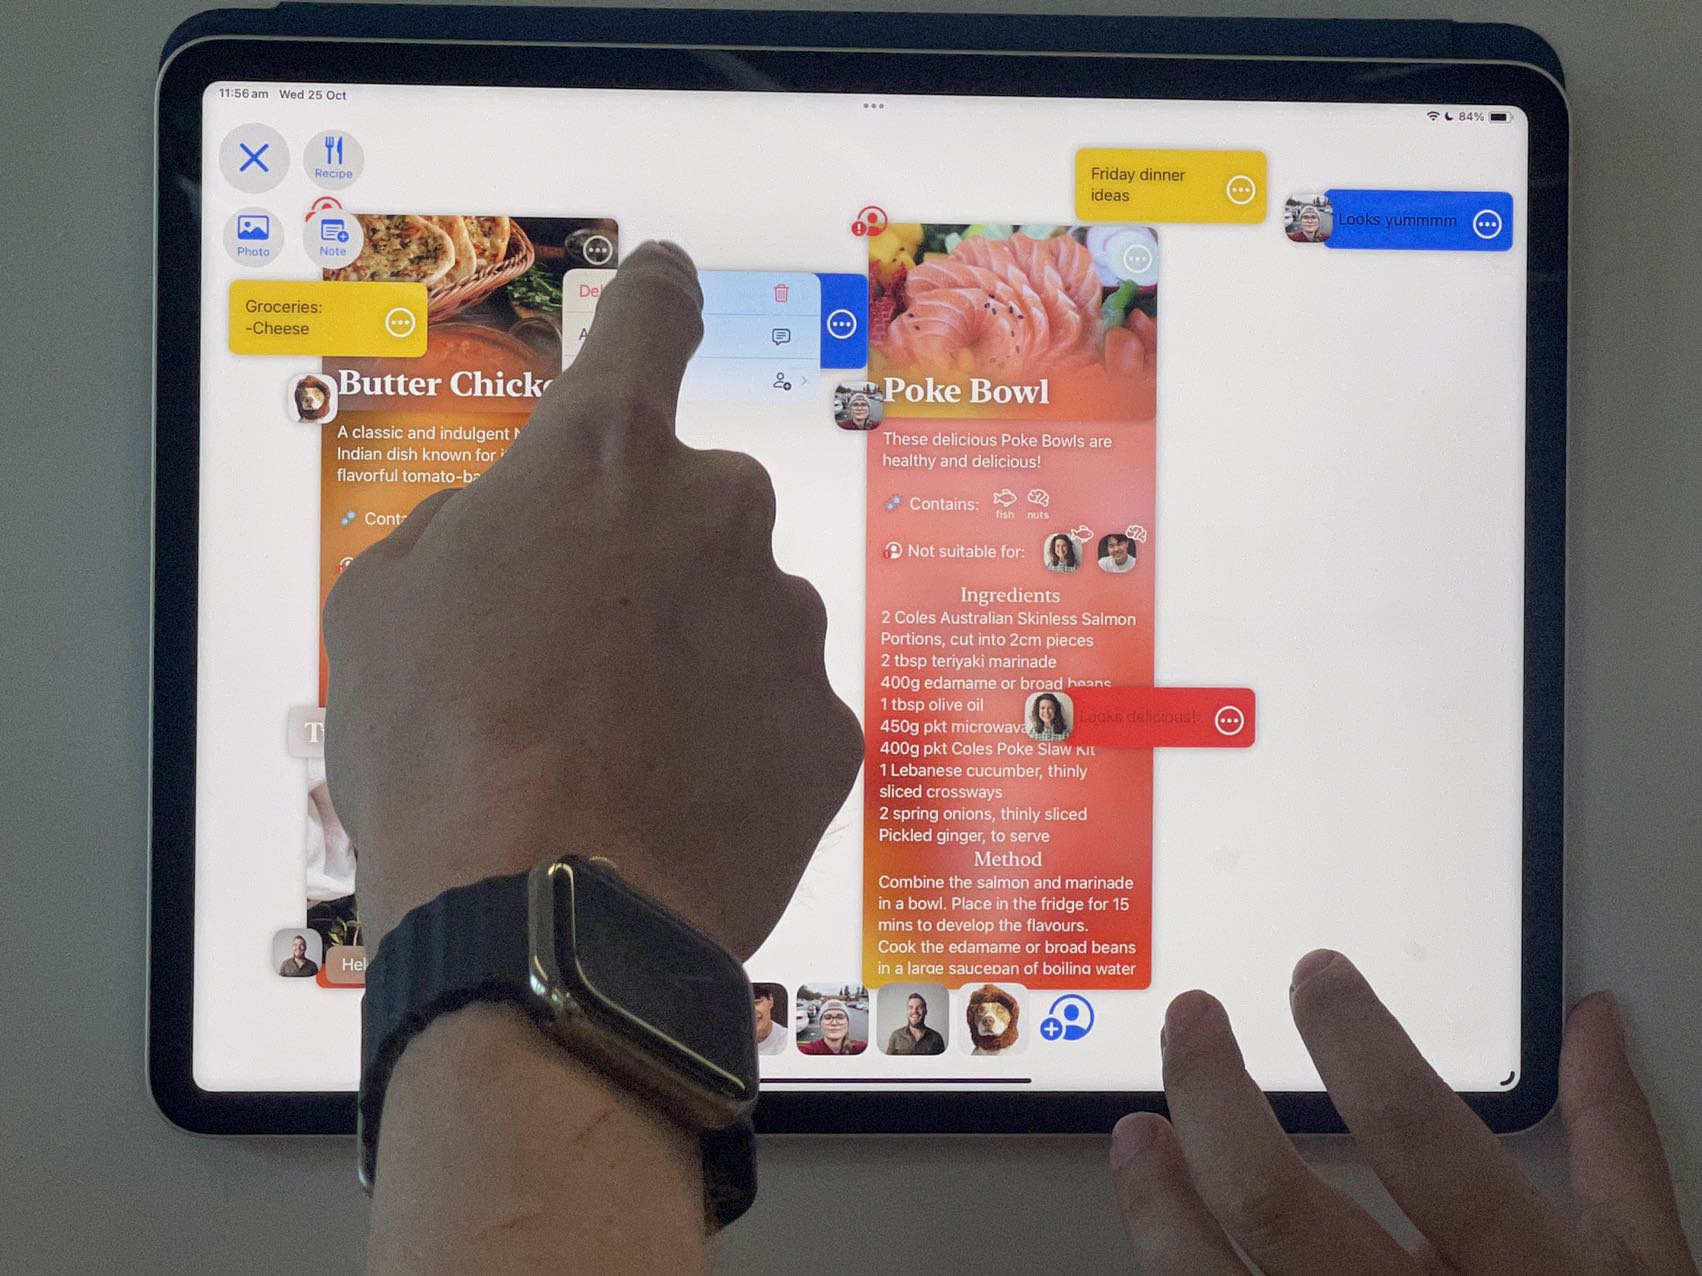 11:56 am Wed 25 Oct
84%
Recipe
Photo
Note
Groceries:
-Cheese
Friday dinner
ideas
Looks yummmm
Butter
A classic and indulgent
Indian dish known for
flavorful
Poke Bowl
These delicious Poke Bowls are
healthy and delicious!
Contains:
fish nuts
Not suitable for:
Ingredients
2 Coles Australian Skinless Salmon
Portions, cut into 2cm pieces
2 tbsp teriyaki marinade
400g edamame or broad beans
1 tbsp olive oil
450g pkt
400g pkt Coles Poke Slaw Kit
1 Lebanese cucumber, thinly
sliced crossways
2 spring onions, thinly sliced
Pickled ginger, to serve
Looks delicious!
Method
Combine the salmon and marinade
in a bowl. Place in the fridge for 15
mins to develop the flavours.
Cook the edamame or broad beans
in a large saucepan of boiling water